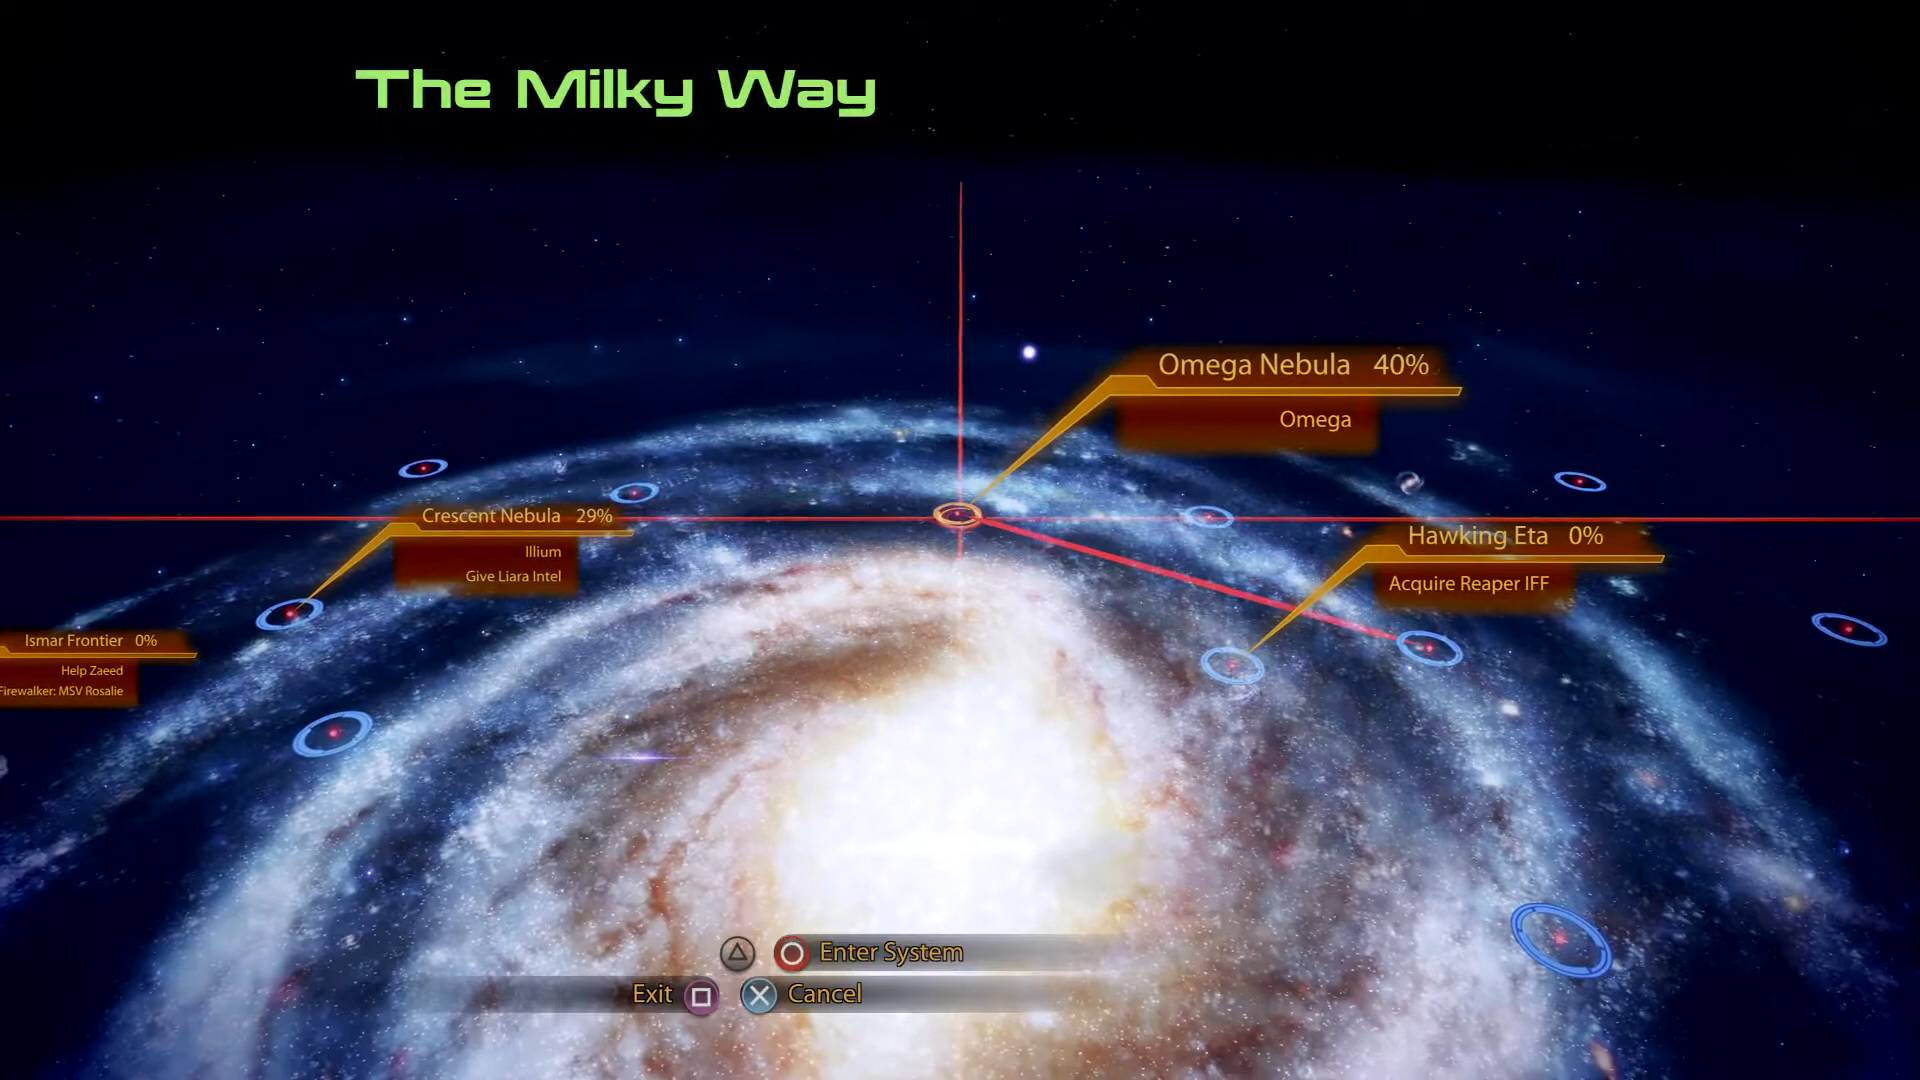 The Milky Way
Omega Nebula 40%
Omega
Crescent Nebula 29%
Illium
Give Liara Intel
Hawking Eta 0%
Acquire Reaper IFF
Ismar Frontier 0%
Help Zaeed
Firewalker: MSV Rosalie
Enter System
Exit
Cancel